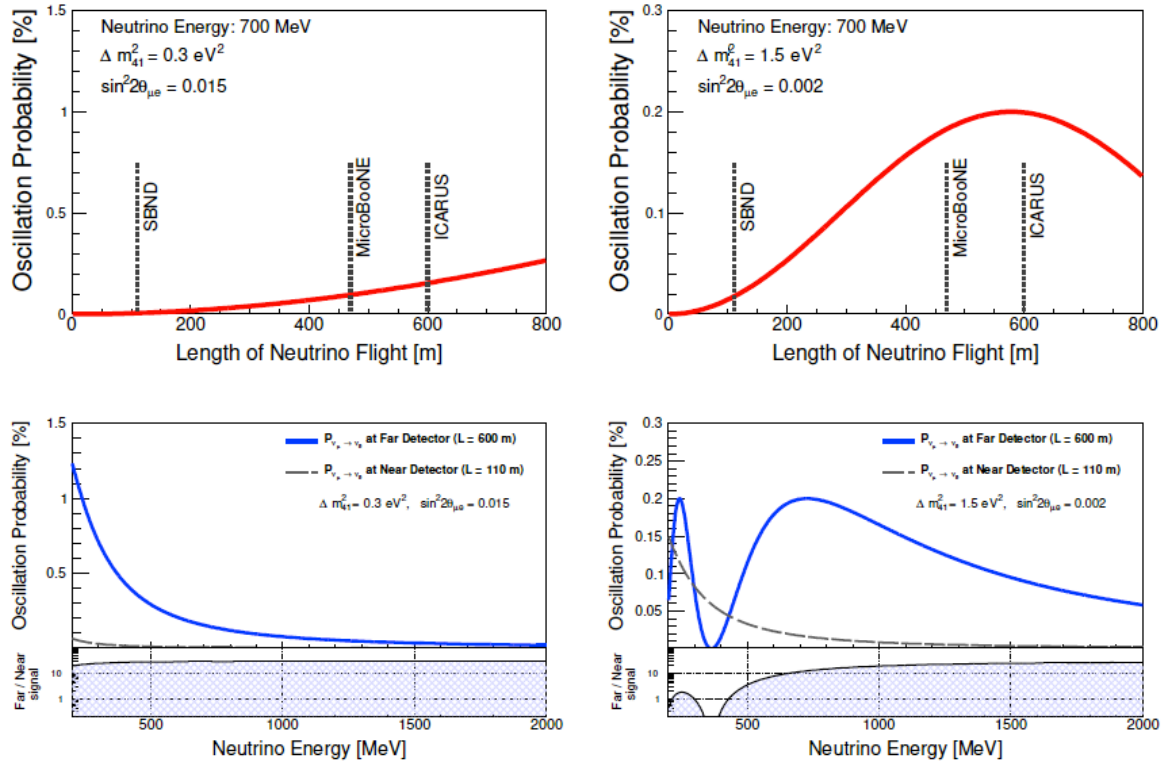 Oscillation Probability [%]
1.5
1
0.5
0
Neutrino Energy: 700 MeV
Δ m²₄₁ = 0.3 eV²
sin²2θμe = 0.015
SBND
MicroBooNE
ICARUS
0 200 400 600 800
Length of Neutrino Flight [m]
Oscillation Probability [%]
0.3
0.2
0.1
0
Neutrino Energy: 700 MeV
Δ m²₄₁ = 1.5 eV²
sin²2θμe = 0.002
SBND
MicroBooNE
ICARUS
0 200 400 600 800
Length of Neutrino Flight [m]
Oscillation Probability [%]
1.5
1
0.5
P νμ → νe at Far Detector (L = 600 m)
P νμ → νe at Near Detector (L = 110 m)
Δ m²₄₁ = 0.3 eV², sin²2θμe = 0.015
Far / Near
signal
10
1
500 1000 1500 2000
Neutrino Energy [MeV]
Oscillation Probability [%]
0.3
0.25
0.2
0.15
0.1
0.05
P νμ → νe at Far Detector (L = 600 m)
P νμ → νe at Near Detector (L = 110 m)
Δ m²₄₁ = 1.5 eV², sin²2θμe = 0.002
Far / Near
signal
10
1
500 1000 1500 2000
Neutrino Energy [MeV]